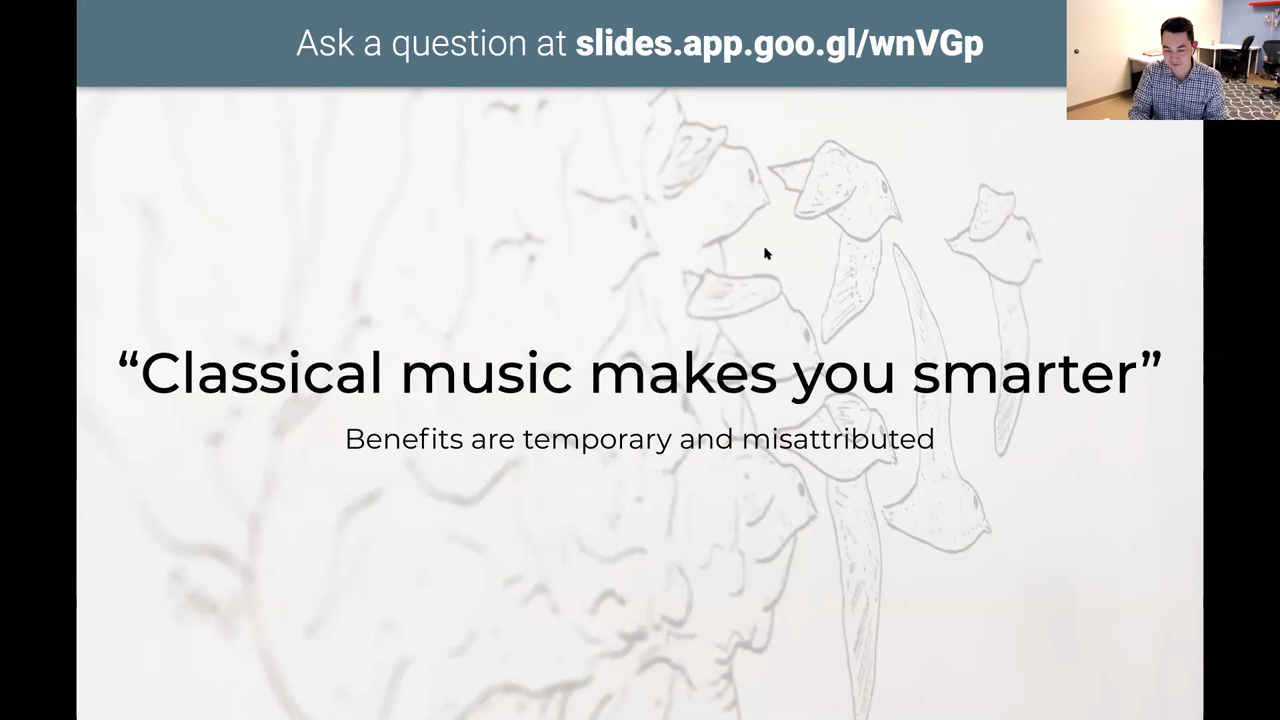 Ask a question at slides.app.goo.gl/wnVGp
“Classical music makes you smarter”
Benefits are temporary and misattributed